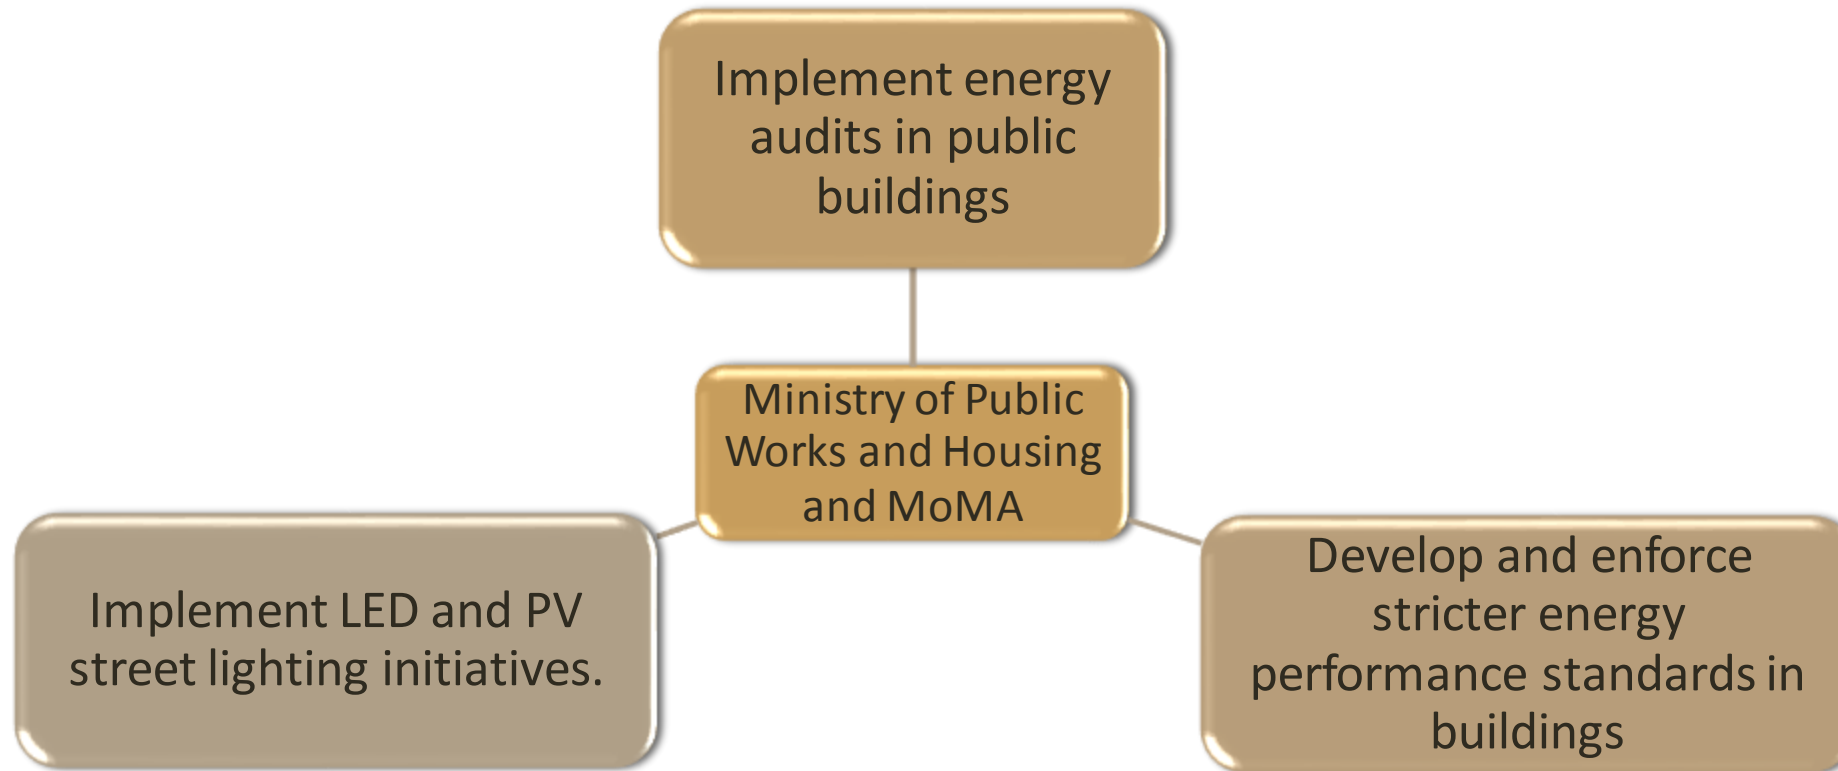 Implement energy
audits in public
buildings
Ministry of Public
Works and Housing
and MoMA
Implement LED and PV
street lighting initiatives.
Develop and enforce
stricter energy
performance standards in
buildings